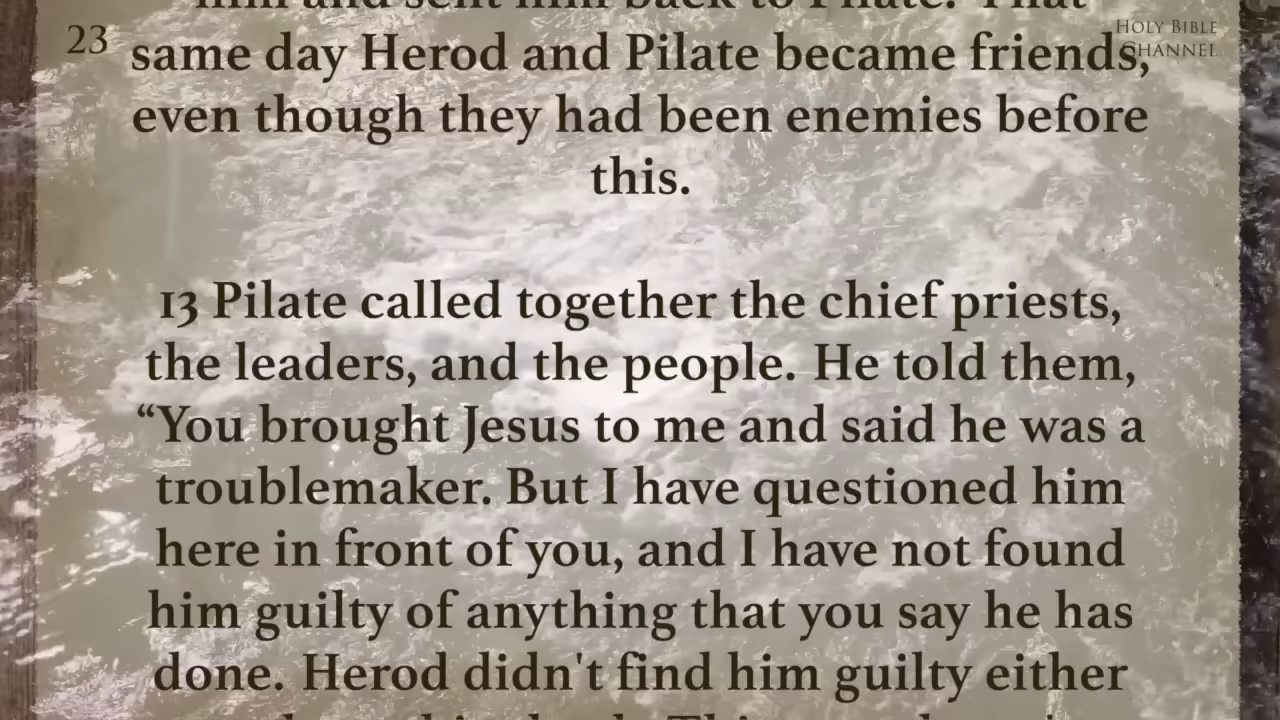 23
HOLY BIBLE
CHANNEL
him and sent him back to Pilate. That
same day Herod and Pilate became friends,
even though they had been enemies before
this.
13 Pilate called together the chief priests,
the leaders, and the people. He told them,
“You brought Jesus to me and said he was a
troublemaker. But I have questioned him
here in front of you, and I have not found
him guilty of anything that you say he has
done. Herod didn't find him guilty either